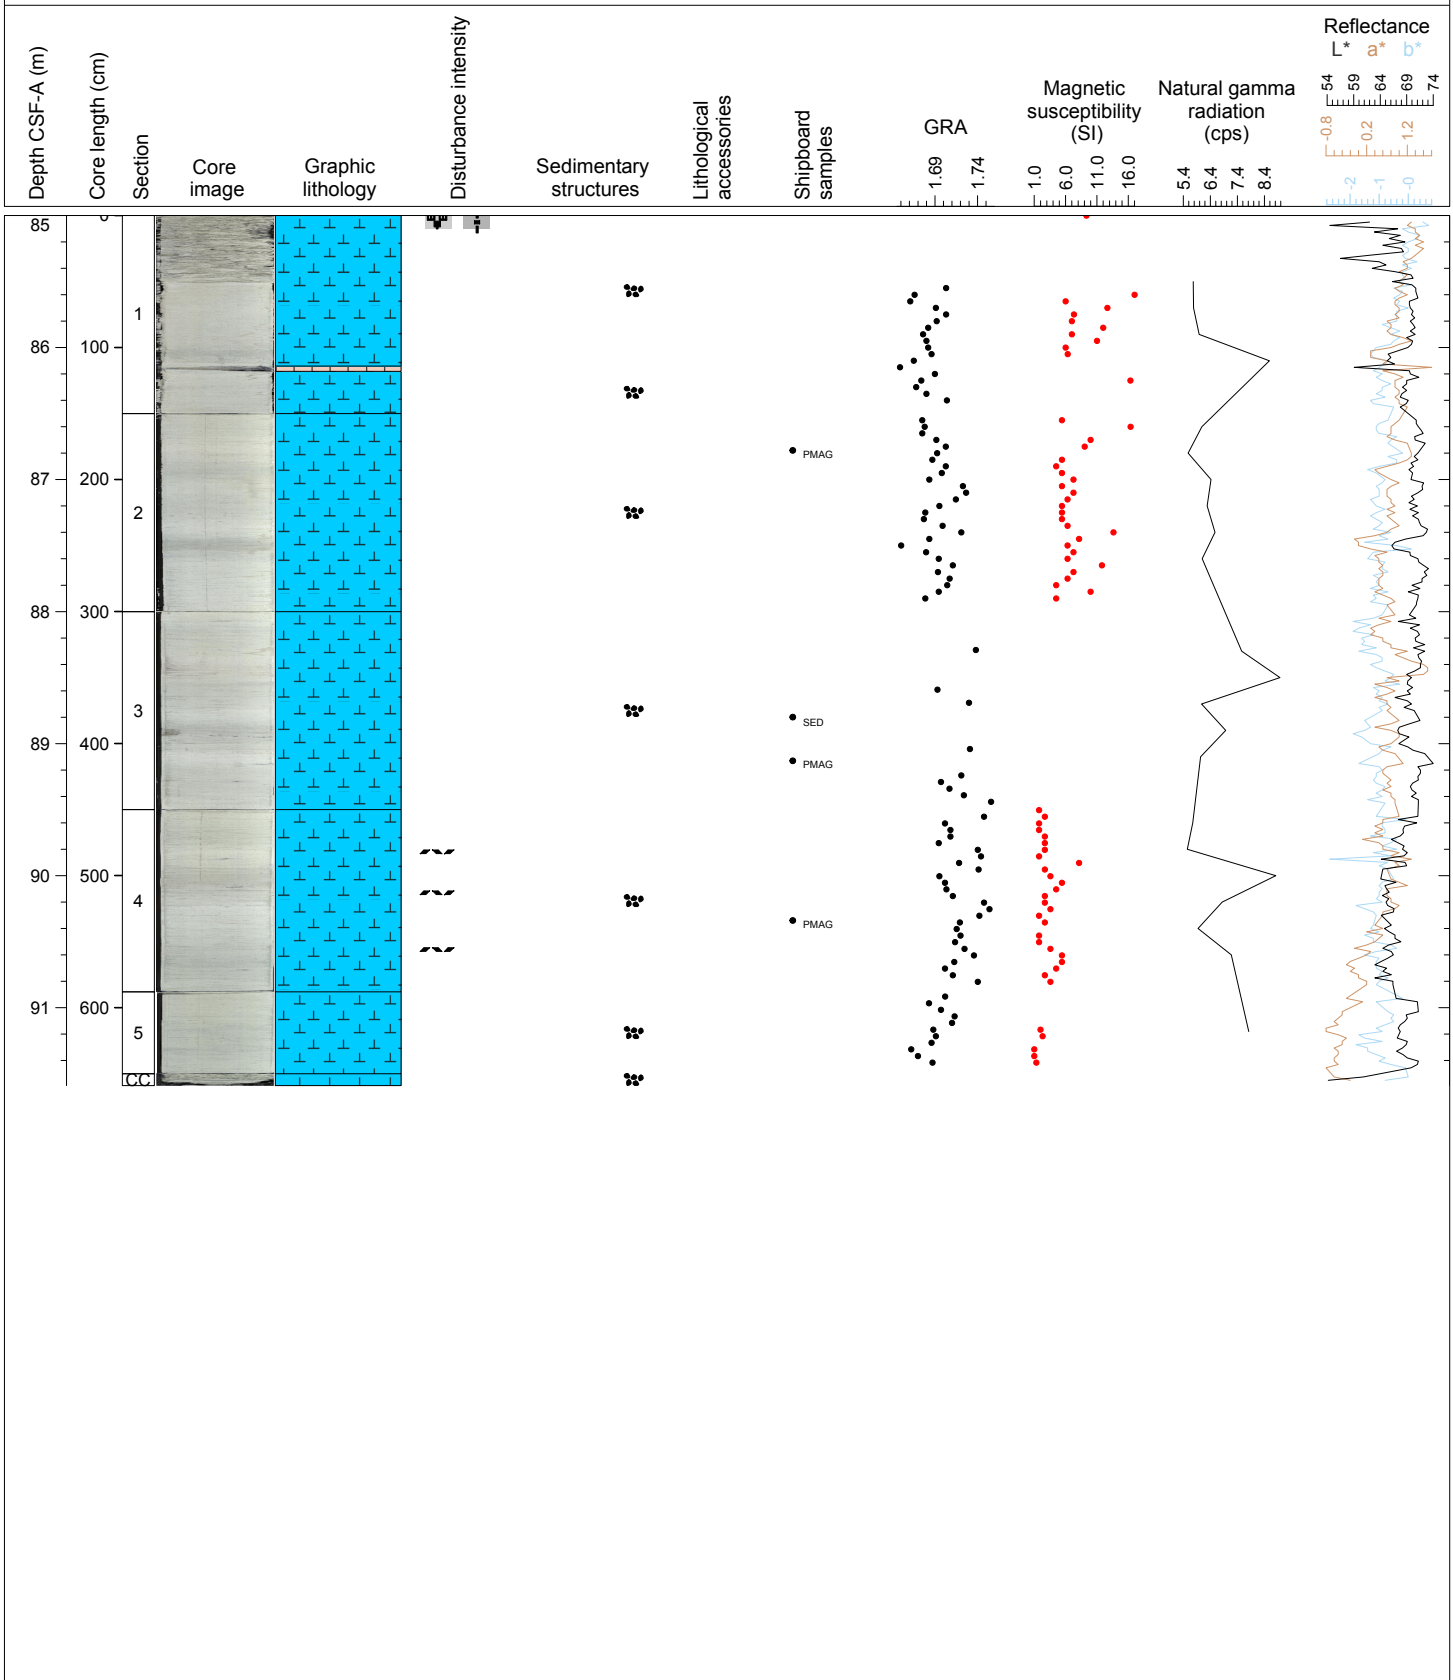 Depth CSF-A (m)
Core length (cm)
Section
Core
image
Graphic
lithology
Disturbance intensity
Sedimentary
structures
Lithological
accessories
Shipboard
samples
GRA
1.69
1.74
Magnetic
susceptibility
(SI)
1.0
6.0
11.0
16.0
Natural gamma
radiation
(cps)
5.4
6.4
7.4
8.4
Reflectance
L* a* b*
54
59
64
69
74
-0.8
0.2
1.2
-2
-1
-0
85
0
1
86
100
PMAG
87
200
2
88
300
3
SED
89
400
PMAG
90
500
4
PMAG
91
600
5
CC